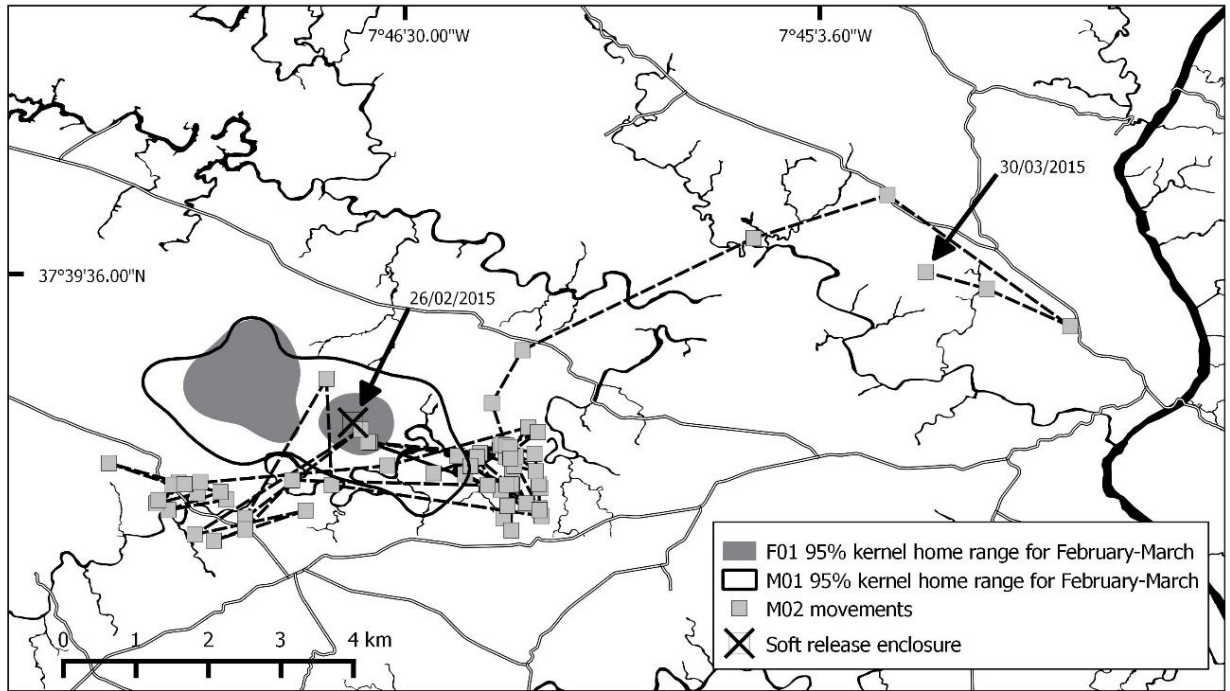 7°46'30.00"W
7°45'3.60"W
30/03/2015
37°39'36.00"N
26/02/2015
F01 95% kernel home range for February-March
M01 95% kernel home range for February-March
M02 movements
Soft release enclosure
0 1 2 3 4 km